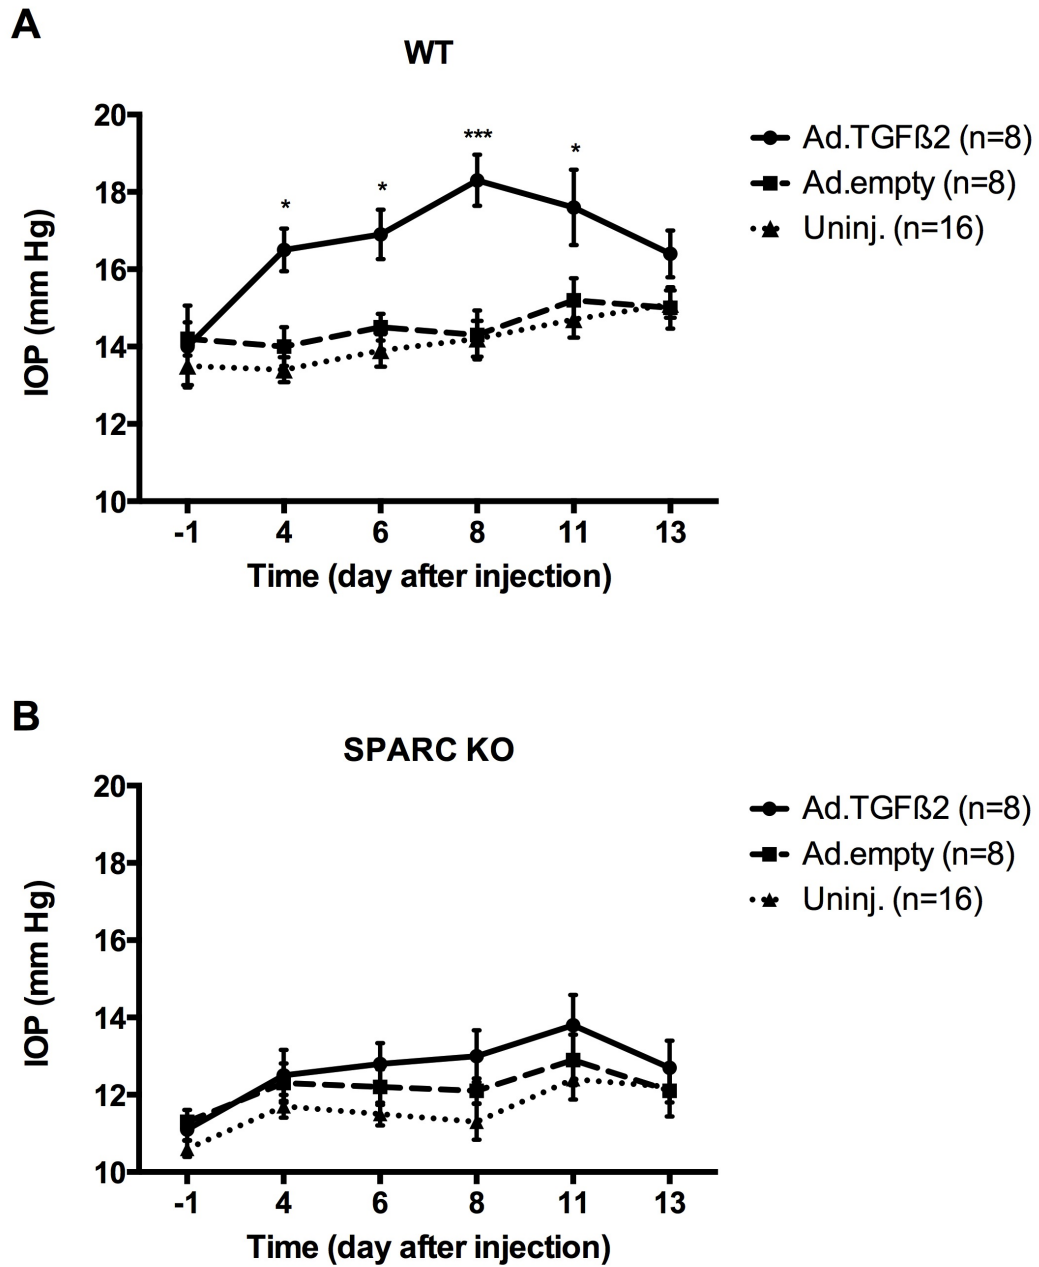 A
WT
20
18
16
14
12
10
IOP (mm Hg)
*
*
***
*
-1 4 6 8 11 13
Time (day after injection)
Ad.TGFß2 (n=8)
Ad.empty (n=8)
Uninj. (n=16)
B
SPARC KO
20
18
16
14
12
10
IOP (mm Hg)
-1 4 6 8 11 13
Time (day after injection)
Ad.TGFß2 (n=8)
Ad.empty (n=8)
Uninj. (n=16)